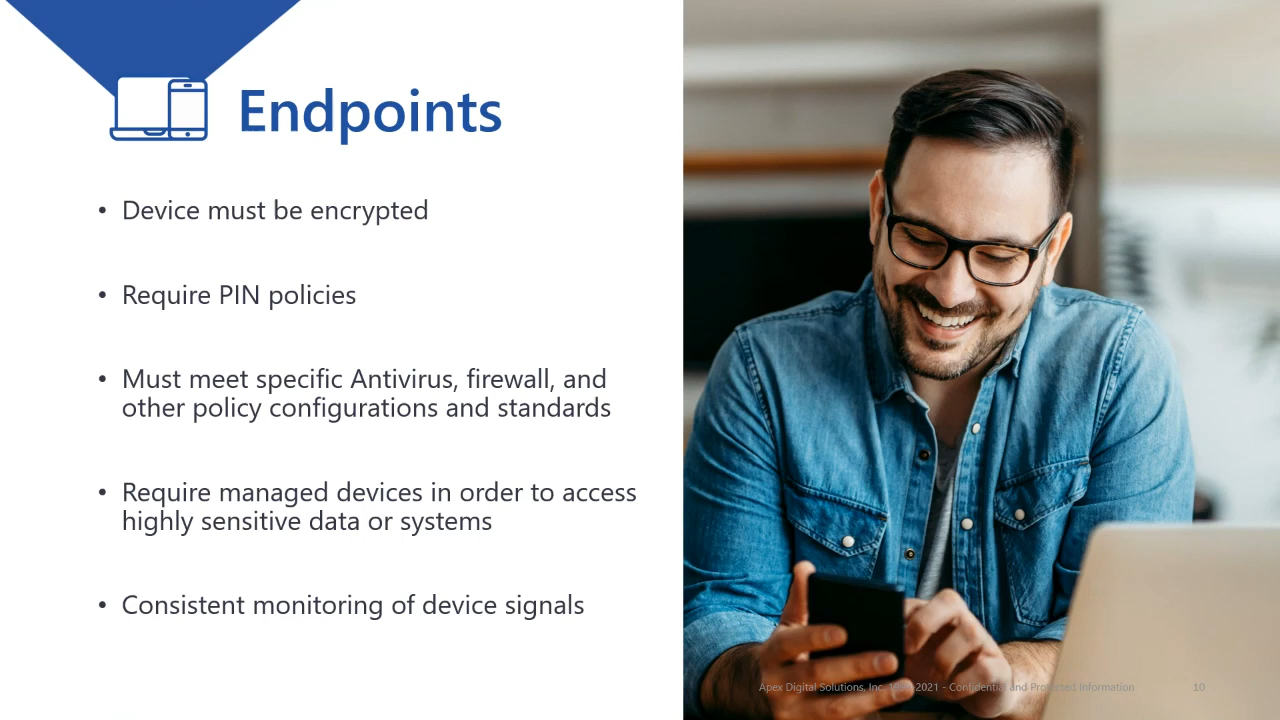 Endpoints
• Device must be encrypted
• Require PIN policies
• Must meet specific Antivirus, firewall, and
other policy configurations and standards
• Require managed devices in order to access
highly sensitive data or systems
• Consistent monitoring of device signals
Apex Digital Solutions, Inc. 2021 - Confidential and Protected Information
10